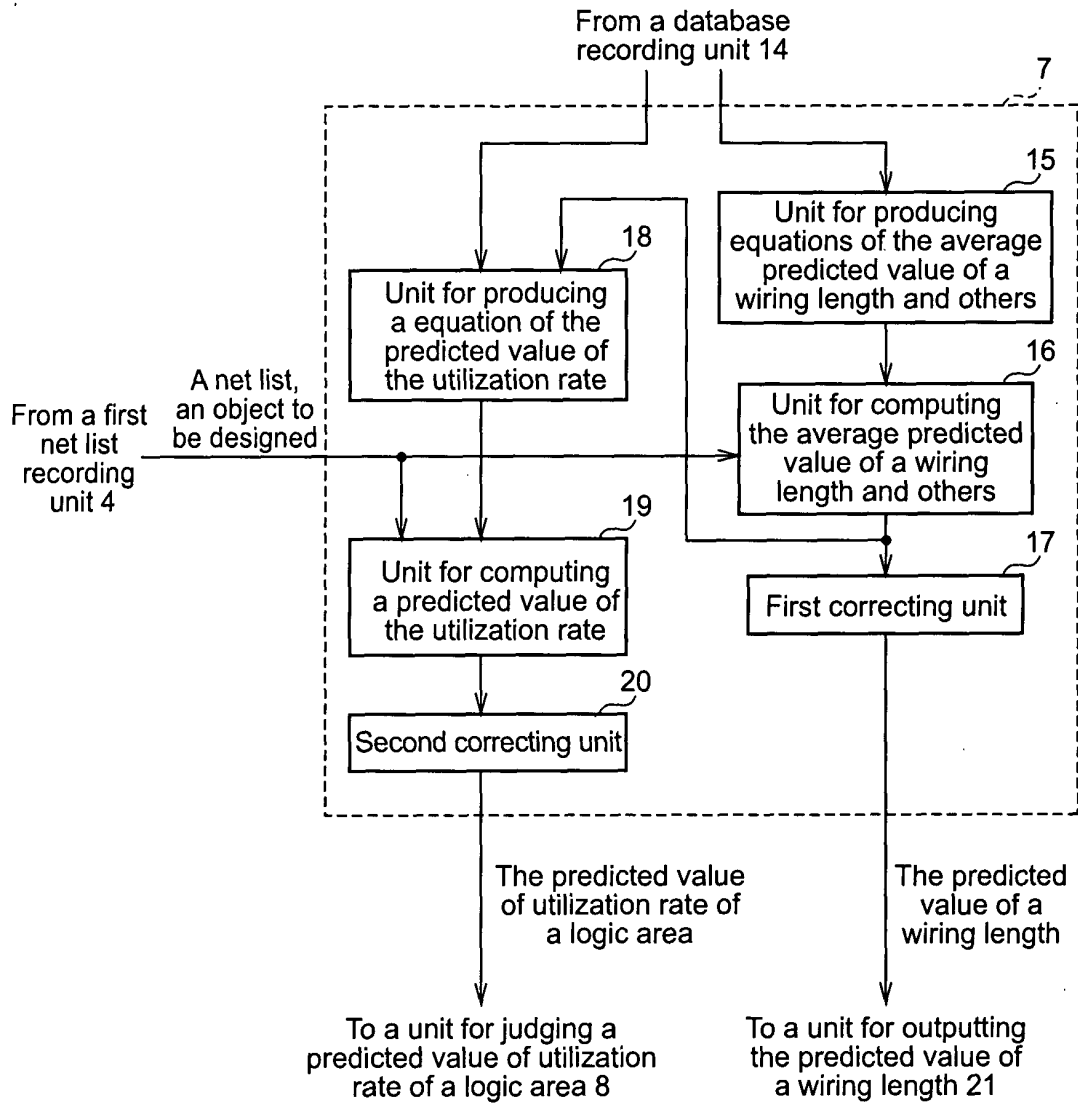 From a database
recording unit 14
7
15
Unit for producing
equations of the average
predicted value of a
wiring length and others
18
Unit for producing
a equation of the
predicted value of
the utilization rate
16
Unit for computing
the average predicted
value of a wiring
length and others
A net list,
an object to
be designed
From a first
net list
recording
unit 4
19
Unit for computing
a predicted value of
the utilization rate
17
First correcting unit
20
Second correcting unit
The predicted value
of utilization rate of
a logic area
The predicted
value of a
wiring length
To a unit for judging a
predicted value of utilization
rate of a logic area 8
To a unit for outputting
the predicted value of
a wiring length 21